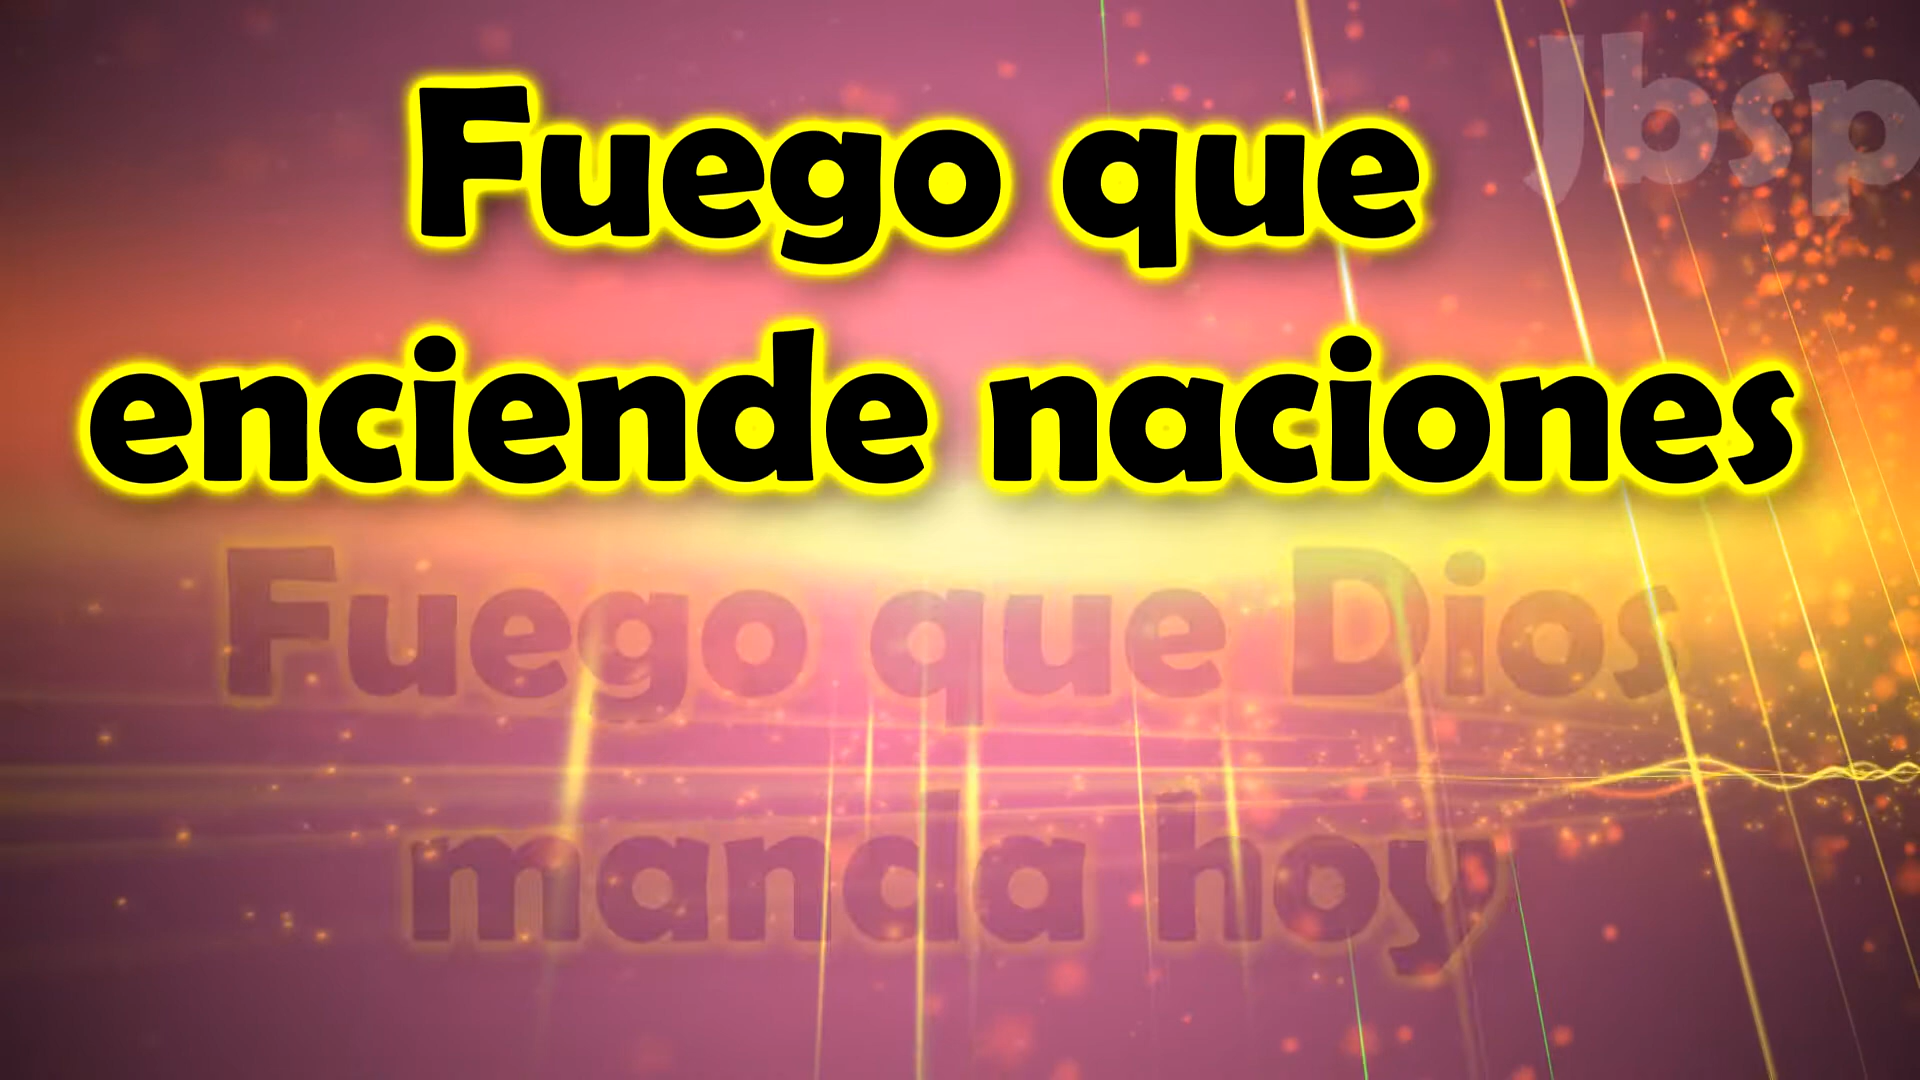 Jbsp
Fuego que
enciende naciones
Fuego que Dios
manda hoy